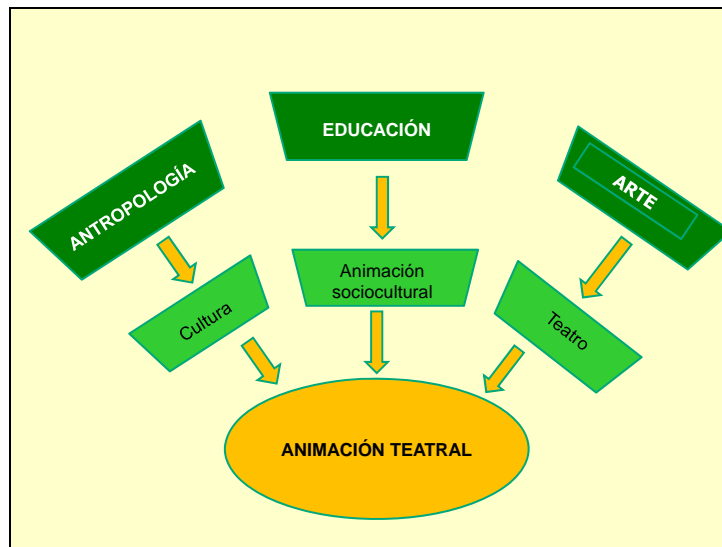 EDUCACIÓN
ANTROPOLOGÍA
ARTE
Animación
sociocultural
Cultura
Teatro
ANIMACIÓN TEATRAL